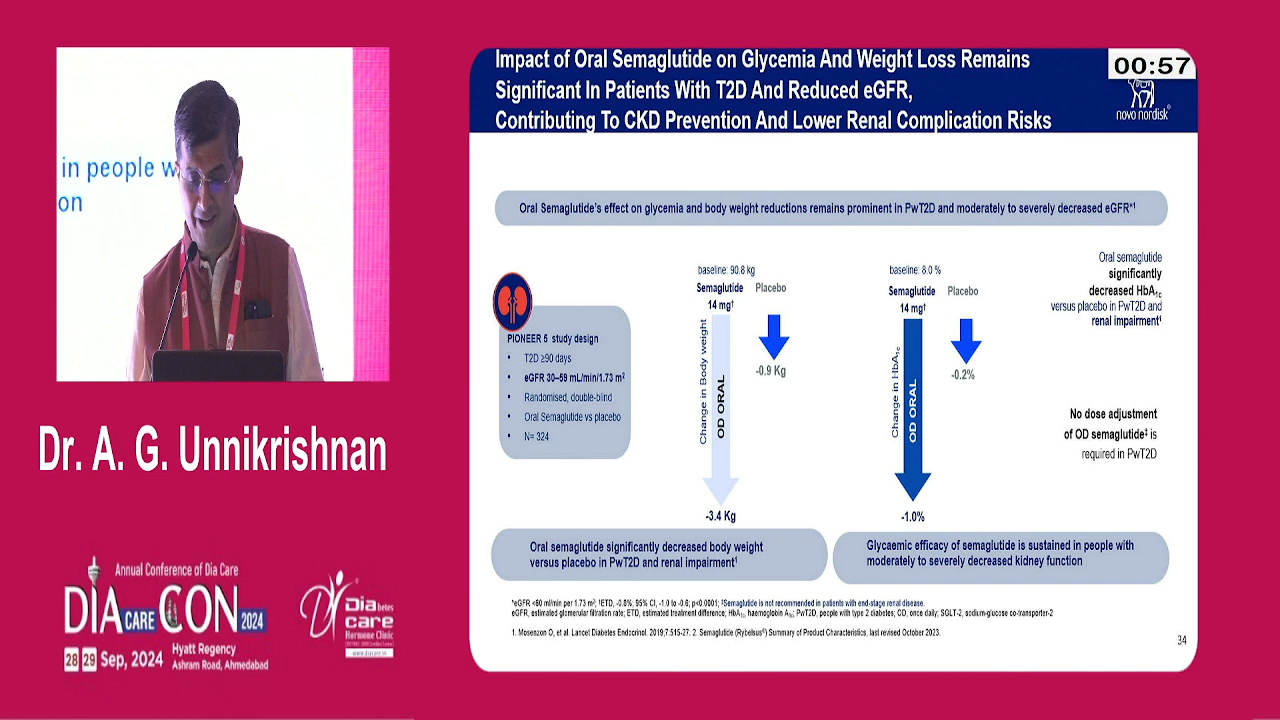 in people w
on
Dr. A. G. Unnikrishnan
Annual Conference of Dia Care
DIA CARE CON 2024
28 29 Sep, 2024
Hyatt Regency
Ashram Road, Ahmedabad
Diabetes
care
Hormone Clinic
www.diacare.in
Impact of Oral Semaglutide on Glycemia And Weight Loss Remains
Significant In Patients With T2D And Reduced eGFR,
Contributing To CKD Prevention And Lower Renal Complication Risks
00:57
novo nordisk®
Oral Semaglutide's effect on glycemia and body weight reductions remains prominent in PwT2D and moderately to severely decreased eGFR*1
PIONEER 5 study design
• T2D ≥90 days
• eGFR 30–59 mL/min/1.73 m2
• Randomised, double-blind
• Oral Semaglutide vs placebo
• N= 324
baseline: 90.8 kg
Semaglutide
14 mg†
Placebo
Change in Body weight
OD ORAL
-0.9 Kg
-3.4 Kg
baseline: 8.0 %
Semaglutide
14 mg†
Placebo
Change in HbA1c
OD ORAL
-0.2%
-1.0%
Oral semaglutide
significantly
decreased HbA1c
versus placebo in PwT2D and
renal impairment1
No dose adjustment
of OD semaglutide‡ is
required in PwT2D
Oral semaglutide significantly decreased body weight
versus placebo in PwT2D and renal impairment1
Glycaemic efficacy of semaglutide is sustained in people with
moderately to severely decreased kidney function
*eGFR <60 ml/min per 1.73 m2; †ETD, -0.8%; 95% CI, -1.0 to -0.6; p<0.0001; ‡Semaglutide is not recommended in patients with end-stage renal disease.
eGFR, estimated glomerular filtration rate; ETD, estimated treatment difference; HbA1c, haemoglobin A1c; PwT2D, people with type 2 diabetes; OD, once daily; SGLT-2, sodium-glucose co-transporter-2
1. Mosenzon O, et al. Lancet Diabetes Endocrinol. 2019;7:515-27. 2. Semaglutide (Rybelsus®) Summary of Product Characteristics, last revised October 2023.
34